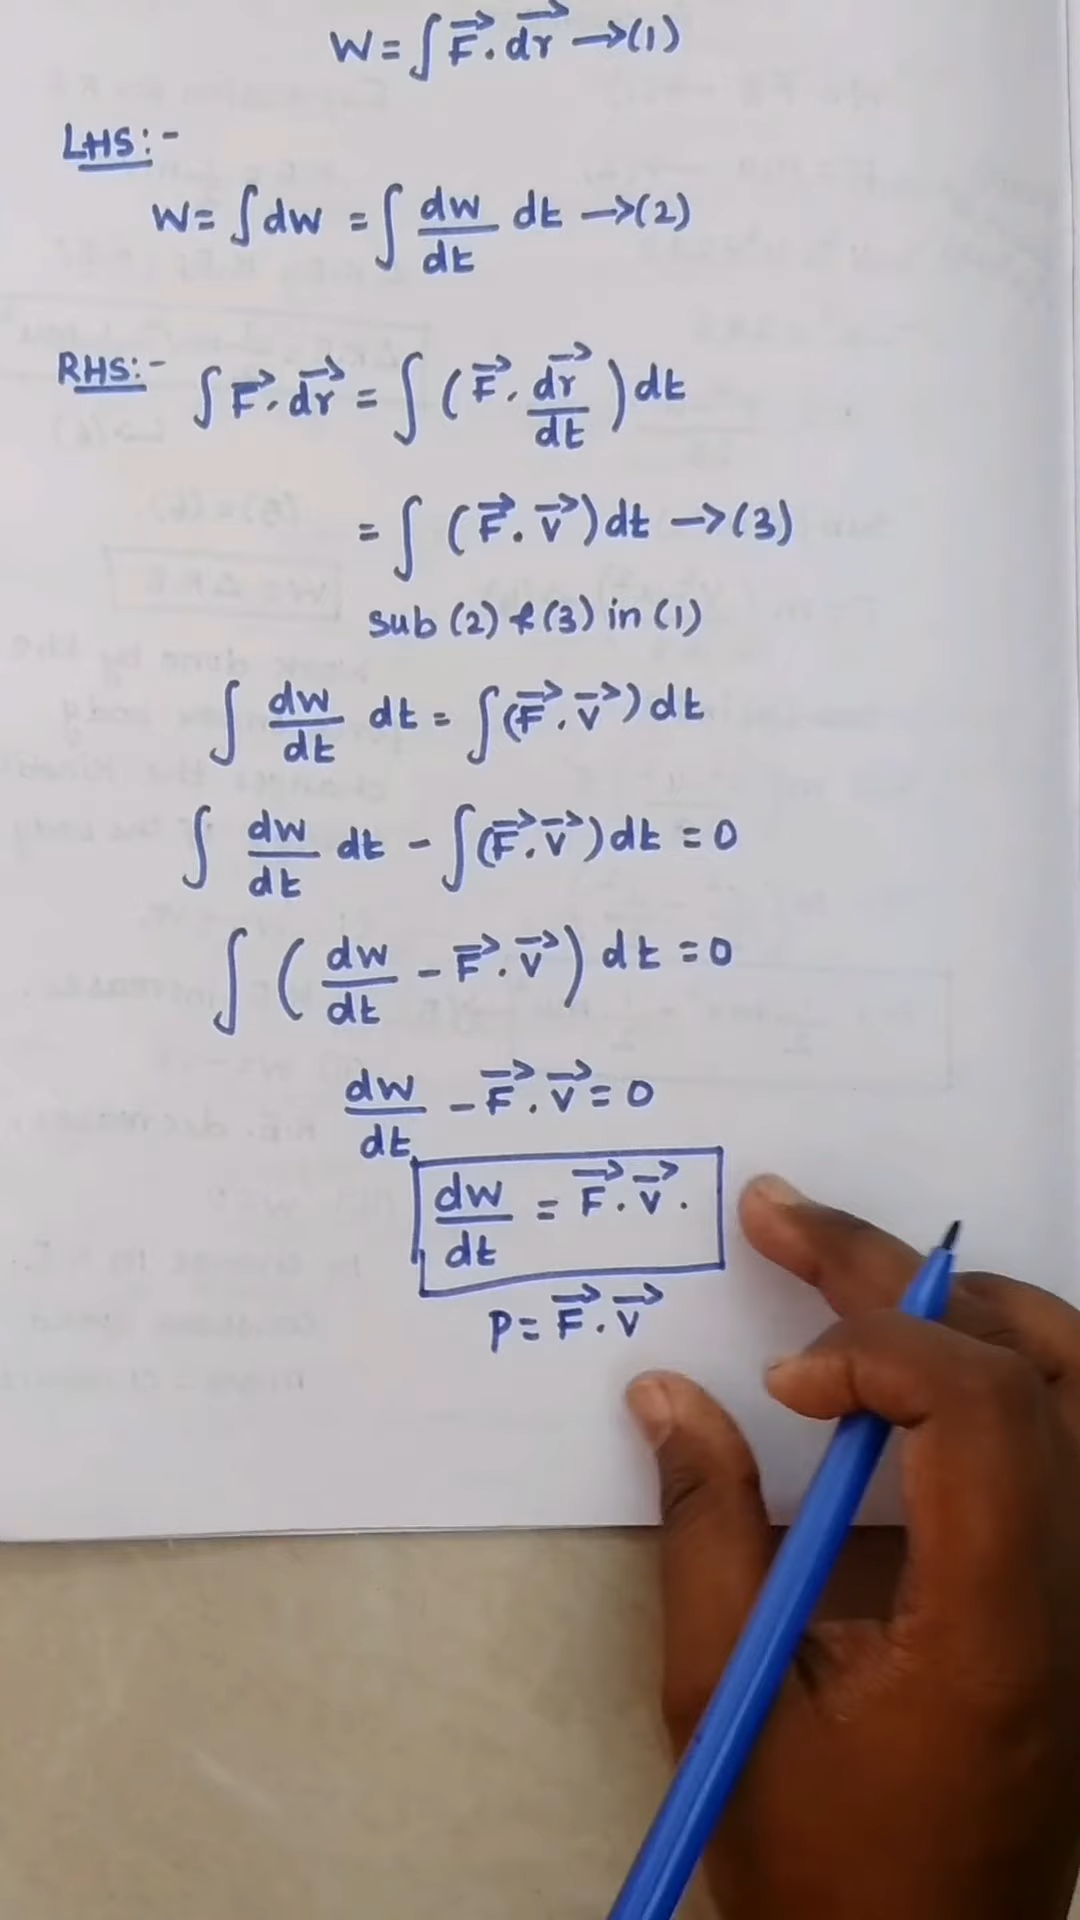 W = ∫ F⃗ . dr⃗ → (1)
LHS :-
W = ∫ dw = ∫ dw/dt dt → (2)
RHS :- ∫ F⃗ . dr⃗ = ∫ ( F⃗ . dr⃗/dt ) dt
= ∫ ( F⃗ . v⃗ ) dt → (3)
sub (2) & (3) in (1)
∫ dw/dt dt = ∫ ( F⃗ . v⃗ ) dt
∫ dw/dt dt - ∫ ( F⃗ . v⃗ ) dt = 0
∫ ( dw/dt - F⃗ . v⃗ ) dt = 0
dw/dt - F⃗ . v⃗ = 0
dw/dt = F⃗ . v⃗ .
P = F⃗ . v⃗